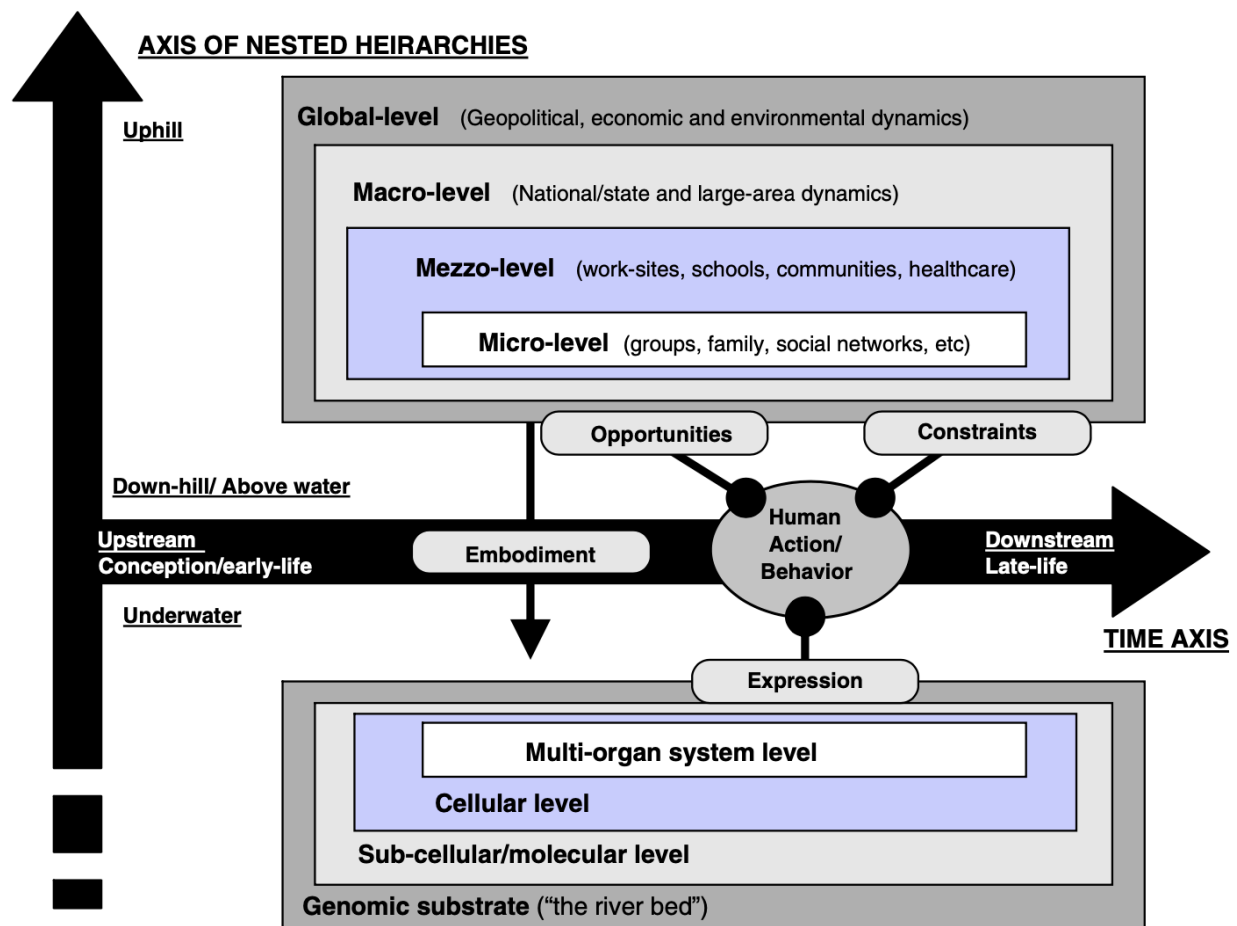 AXIS OF NESTED HEIRARCHIES
Uphill
Global-level (Geopolitical, economic and environmental dynamics)
Macro-level (National/state and large-area dynamics)
Mezzo-level (work-sites, schools, communities, healthcare)
Micro-level (groups, family, social networks, etc)
Opportunities
Constraints
Down-hill/ Above water
Upstream
Conception/early-life
Embodiment
Human
Action/
Behavior
Downstream
Late-life
Underwater
TIME AXIS
Expression
Multi-organ system level
Cellular level
Sub-cellular/molecular level
Genomic substrate (“the river bed”)